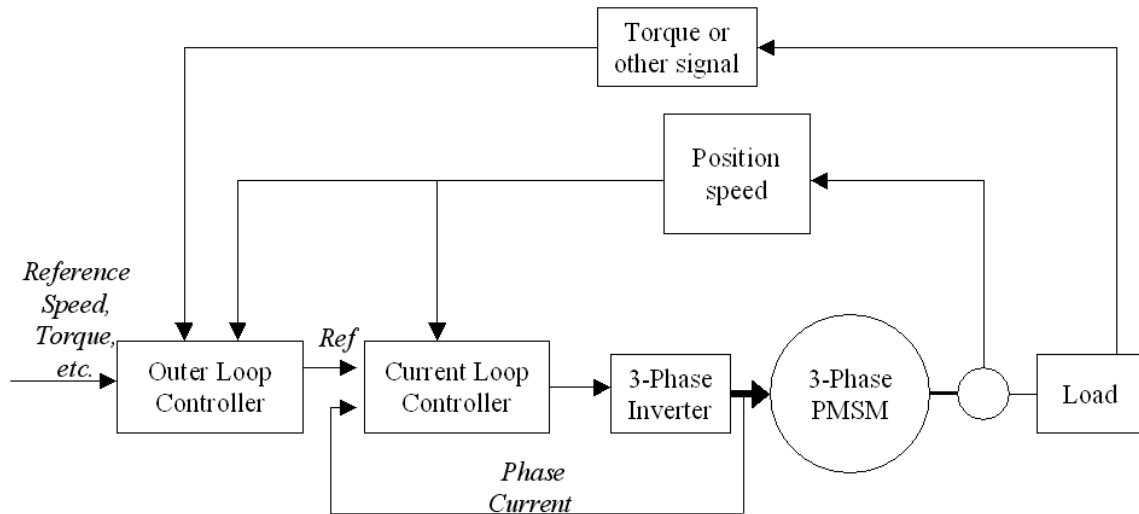 Torque or
other signal
Position
speed
Reference
Speed,
Torque,
etc.
Ref
Outer Loop
Controller
Current Loop
Controller
3-Phase
Inverter
3-Phase
PMSM
Load
Phase
Current